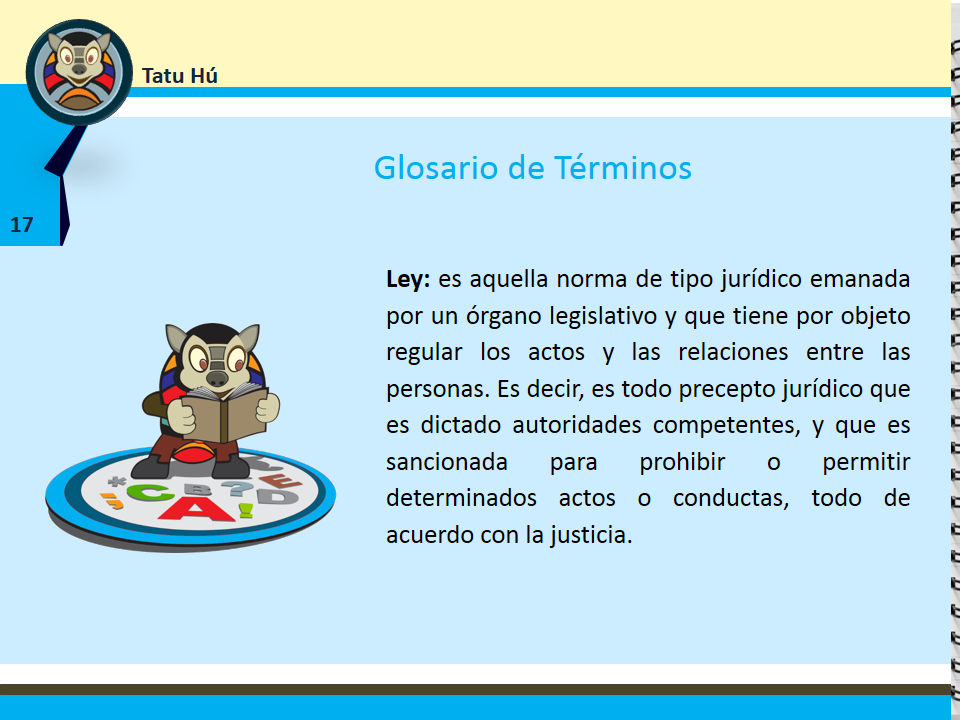 Tatu Hú
Glosario de Términos
17
Ley: es aquella norma de tipo jurídico emanada
por un órgano legislativo y que tiene por objeto
regular los actos y las relaciones entre las
personas. Es decir, es todo precepto jurídico que
es dictado autoridades competentes, y que es
sancionada para prohibir o permitir
determinados actos o conductas, todo de
acuerdo con la justicia.
* C B ? E
" A ! D